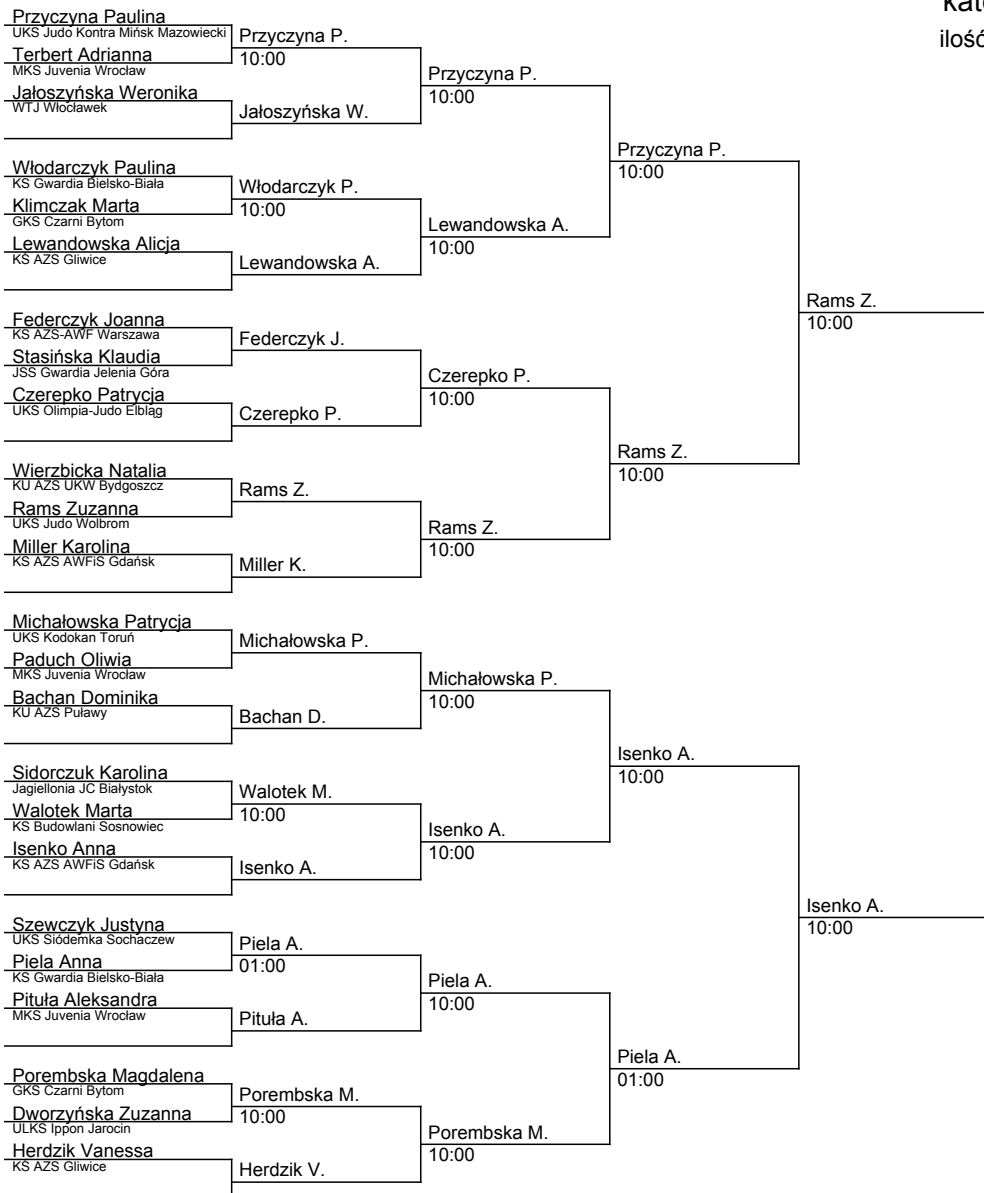 Przyczyna Paulina
UKS Judo Kontra Mińsk Mazowiecki
Terbert Adrianna
MKS Juvenia Wrocław
Jałoszyńska Weronika
WTJ Włocławek
Włodarczyk Paulina
KS Gwardia Bielsko-Biała
Klimczak Marta
GKS Czarni Bytom
Lewandowska Alicja
KS AZS Gliwice
Federczyk Joanna
KS AZS-AWF Warszawa
Stasińska Klaudia
JSS Gwardia Jelenia Góra
Czerepko Patrycja
UKS Olimpia-Judo Elbląg
Wierzbicka Natalia
KU AZS UKW Bydgoszcz
Rams Zuzanna
UKS Judo Wolbrom
Miller Karolina
KS AZS AWFiS Gdańsk
Michałowska Patrycja
UKS Kodokan Toruń
Paduch Oliwia
MKS Juvenia Wrocław
Bachan Dominika
KU AZS Puławy
Sidorczuk Karolina
Jagiellonia JC Białystok
Walotek Marta
KS Budowlani Sosnowiec
Isenko Anna
KS AZS AWFiS Gdańsk
Szewczyk Justyna
UKS Siódemka Sochaczew
Piela Anna
KS Gwardia Bielsko-Biała
Pituła Aleksandra
MKS Juvenia Wrocław
Porembska Magdalena
GKS Czarni Bytom
Dworzyńska Zuzanna
ULKS Ippon Jarocin
Herdzik Vanessa
KS AZS Gliwice
Przyczyna P.
10:00
Jałoszyńska W.
Włodarczyk P.
10:00
Lewandowska A.
Federczyk J.
Czerepko P.
Rams Z.
Miller K.
Michałowska P.
Bachan D.
Walotek M.
10:00
Isenko A.
Piela A.
01:00
Pituła A.
Porembska M.
10:00
Herdzik V.
Przyczyna P.
10:00
Lewandowska A.
10:00
Czerepko P.
10:00
Rams Z.
10:00
Michałowska P.
10:00
Isenko A.
10:00
Piela A.
10:00
Porembska M.
10:00
Przyczyna P.
10:00
Rams Z.
10:00
Isenko A.
10:00
Piela A.
01:00
Rams Z.
10:00
Isenko A.
10:00
ilość